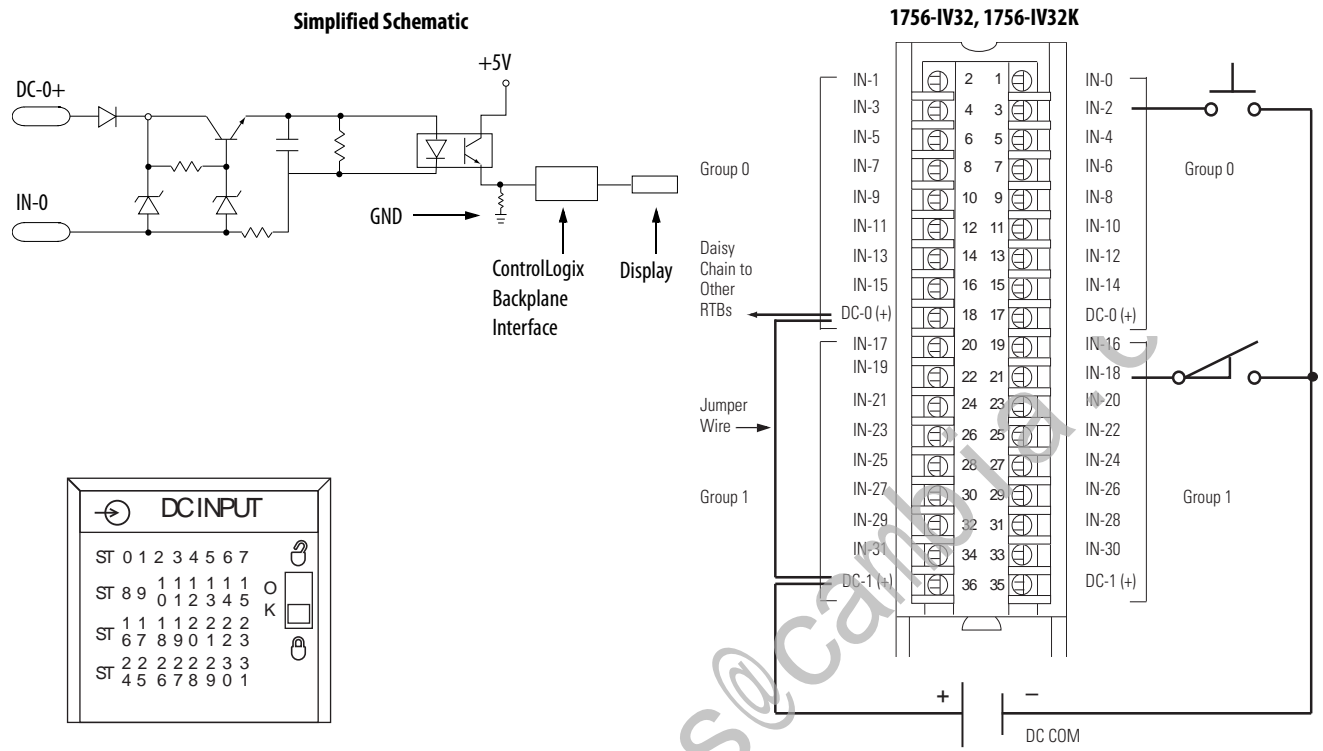 Simplified Schematic
1756-IV32, 1756-IV32K
+5V
DC-0+
IN-0
GND
ControlLogix
Backplane
Interface
Display
DC INPUT
ST 0 1 2 3 4 5 6 7
ST 8 9 1 1 1 1 1 1
0 1 2 3 4 5
O
K
ST 1 1 1 1 2 2 2 2
6 7 8 9 0 1 2 3
ST 2 2 2 2 2 2 3 3
4 5 6 7 8 9 0 1
Group 0
Daisy
Chain to
Other
RTBs
Jumper
Wire
Group 1
IN-1 2 1 IN-0
IN-3 4 3 IN-2
IN-5 6 5 IN-4
IN-7 8 7 IN-6
IN-9 10 9 IN-8
IN-11 12 11 IN-10
IN-13 14 13 IN-12
IN-15 16 15 IN-14
DC-0 (+) 18 17 DC-0 (+)
IN-17 20 19 IN-16
IN-19 22 21 IN-18
IN-21 24 23 IN-20
IN-23 26 25 IN-22
IN-25 28 27 IN-24
IN-27 30 29 IN-26
IN-29 32 31 IN-28
IN-31 34 33 IN-30
DC-1 (+) 36 35 DC-1 (+)
Group 0
Group 1
+
–
DC COM
s@cambia.c